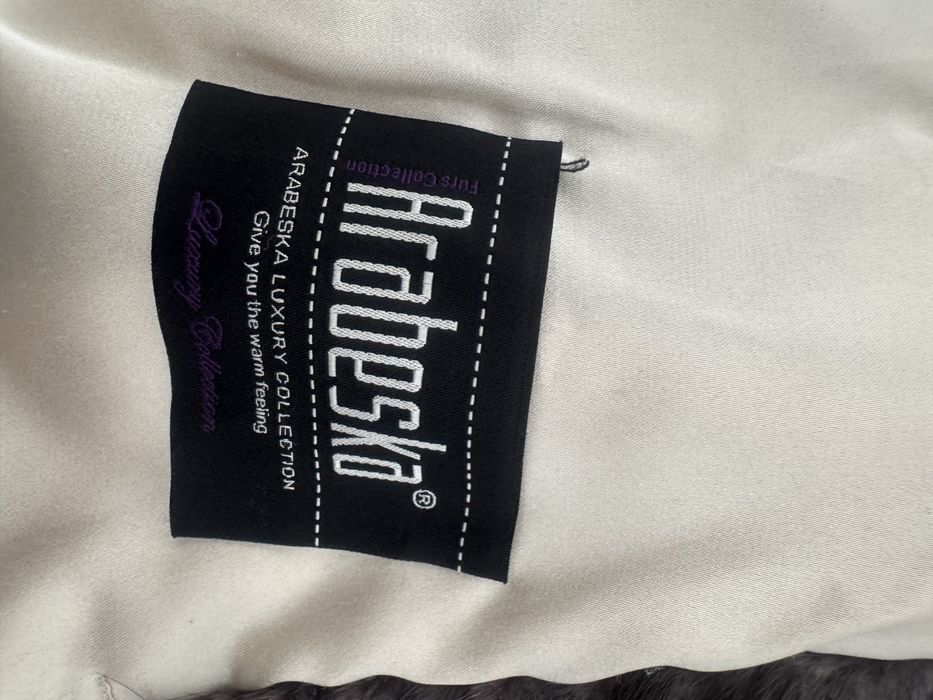 Furs Collection
Arabeska®
ARABESKA LUXURY COLLECTION
Give you the warm feeling
Luxury Collection